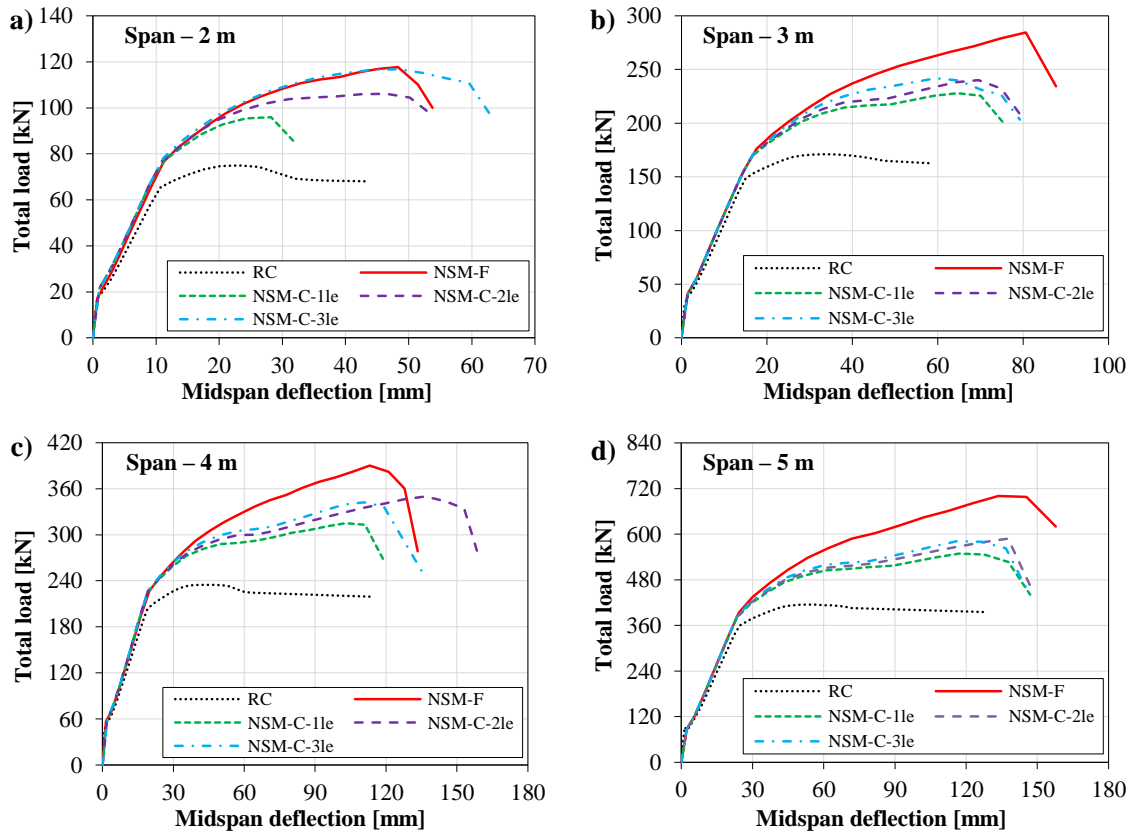 a)
Span – 2 m
Total load [kN]
140
120
100
80
60
40
20
0
RC
NSM-F
NSM-C-1le
NSM-C-2le
NSM-C-3le
0 10 20 30 40 50 60 70
Midspan deflection [mm]
b)
Span – 3 m
Total load [kN]
300
250
200
150
100
50
0
RC
NSM-F
NSM-C-1le
NSM-C-2le
NSM-C-3le
0 20 40 60 80 100
Midspan deflection [mm]
c)
Span – 4 m
Total load [kN]
420
360
300
240
180
120
60
0
RC
NSM-F
NSM-C-1le
NSM-C-2le
NSM-C-3le
0 30 60 90 120 150 180
Midspan deflection [mm]
d)
Span – 5 m
Total load [kN]
840
720
600
480
360
240
120
0
RC
NSM-F
NSM-C-1le
NSM-C-2le
NSM-C-3le
0 30 60 90 120 150 180
Midspan deflection [mm]